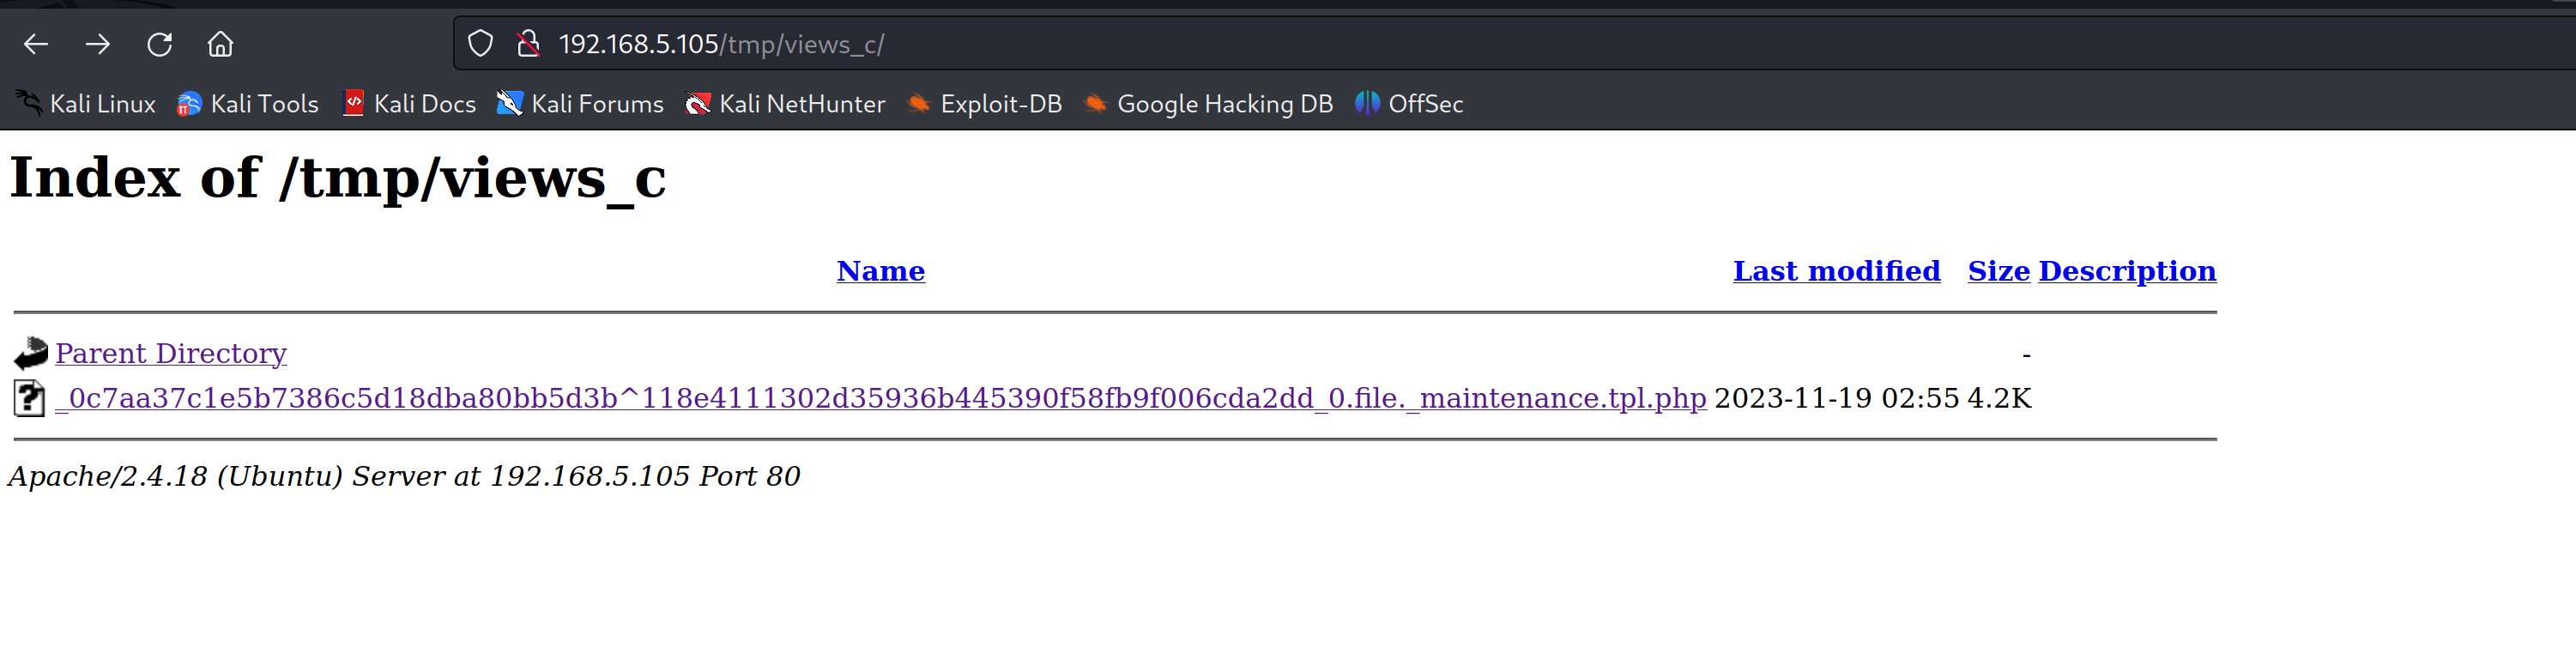 192.168.5.105/tmp/views_c/
Kali Linux Kali Tools Kali Docs Kali Forums Kali NetHunter Exploit-DB Google Hacking DB OffSec
Index of /tmp/views_c
Name Last modified Size Description
Parent Directory -
_0c7aa37c1e5b7386c5d18dba80bb5d3b^118e4111302d35936b445390f58fb9f006cda2dd_0.file._maintenance.tpl.php 2023-11-19 02:55 4.2K
Apache/2.4.18 (Ubuntu) Server at 192.168.5.105 Port 80